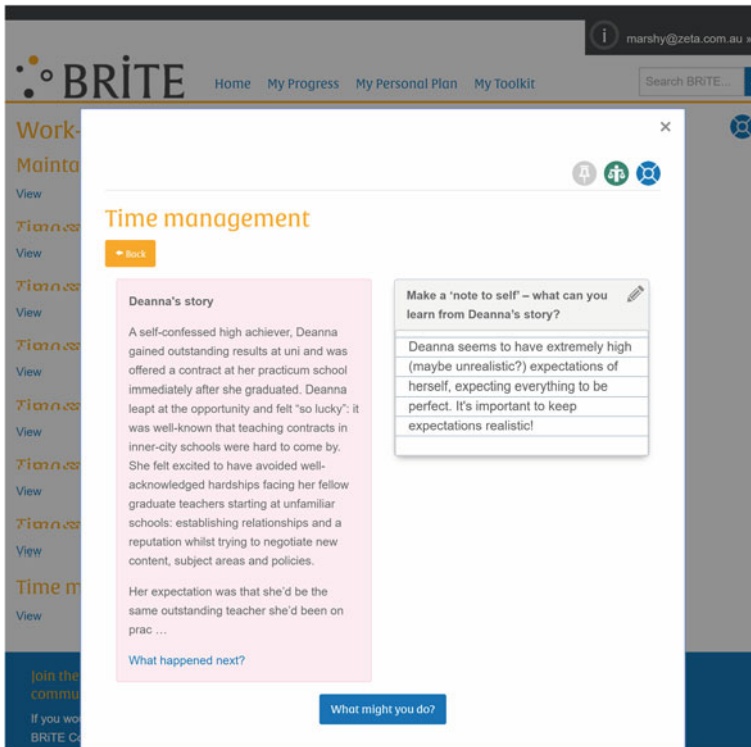 i marshy@zeta.com.au »
BRiTE
Home My Progress My Personal Plan My Toolkit
Search BRiTE...
Work-
Mainta
View
View
View
View
View
View
View
Time m
View
×
Time management
Back
Deanna's story
A self-confessed high achiever, Deanna
gained outstanding results at uni and was
offered a contract at her practicum school
immediately after she graduated. Deanna
leapt at the opportunity and felt “so lucky”: it
was well-known that teaching contracts in
inner-city schools were hard to come by.
She felt excited to have avoided well-
acknowledged hardships facing her fellow
graduate teachers starting at unfamiliar
schools: establishing relationships and a
reputation whilst trying to negotiate new
content, subject areas and policies.
Her expectation was that she’d be the
same outstanding teacher she’d been on
prac …
What happened next?
Make a ‘note to self’ – what can you
learn from Deanna’s story?
Deanna seems to have extremely high
(maybe unrealistic?) expectations of
herself, expecting everything to be
perfect. It's important to keep
expectations realistic!
What might you do?
Join the
commu
If you wou
BRiTE Co